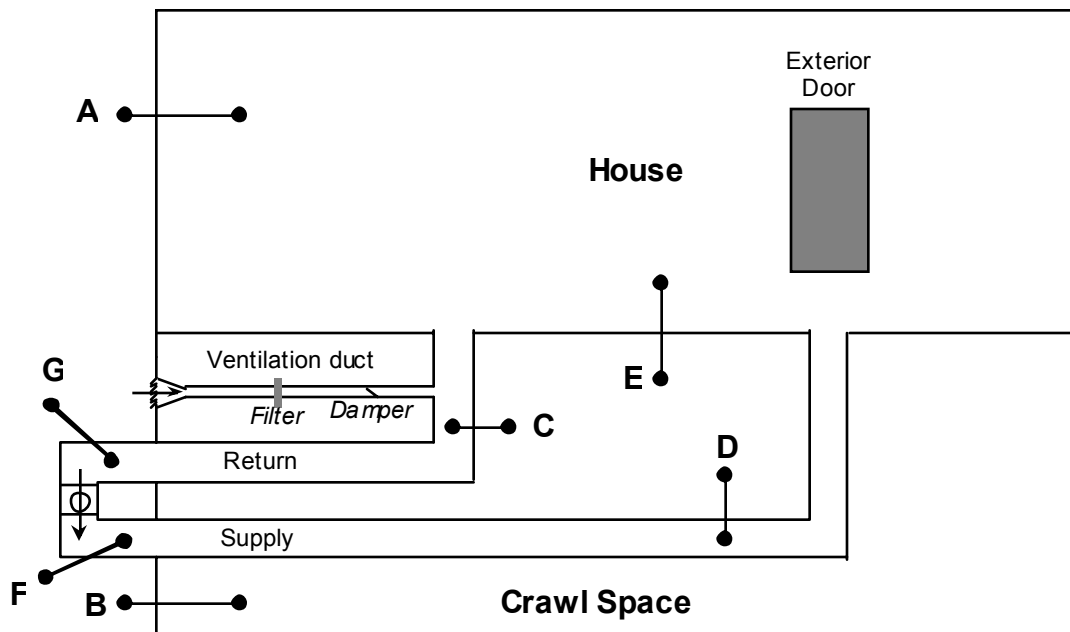 Exterior
Door
A
House
Ventilation duct
G
E
Filter
Damper
C
D
Return
Supply
F
B
Crawl Space